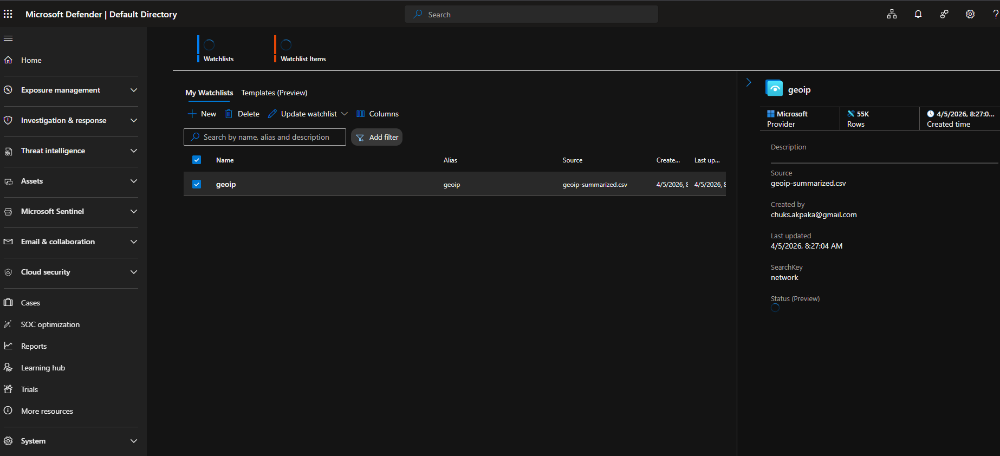 Microsoft Defender | Default Directory
Search
?
Home
Exposure management
Investigation & response
Threat intelligence
Assets
Microsoft Sentinel
Email & collaboration
Cloud security
Cases
SOC optimization
Reports
Learning hub
Trials
More resources
System
Watchlists
Watchlist Items
My Watchlists Templates (Preview)
New Delete Update watchlist Columns
Search by name, alias and description Add filter
Name Alias Source Create... Last up...
geoip geoip geoip-summarized.csv 4/5/2026, 8 4/5/2026, 8
geoip
Microsoft 55K 4/5/2026, 8:27:0...
Provider Rows Created time
Description
Source
geoip-summarized.csv
Created by
chuks.akpaka@gmail.com
Last updated
4/5/2026, 8:27:04 AM
SearchKey
network
Status (Preview)